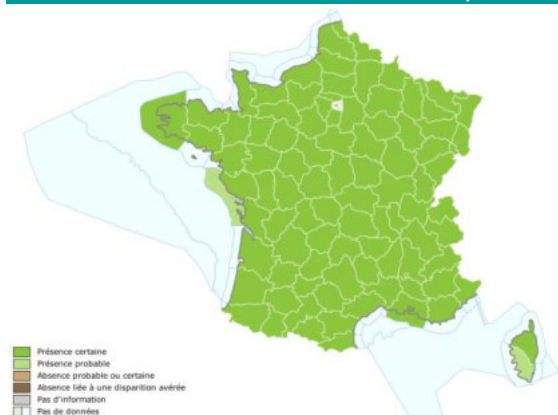 Présence certaine
Présence probable
Absence probable ou certaine
Absence liée à une disparition avérée
Pas d'information
Pas de données